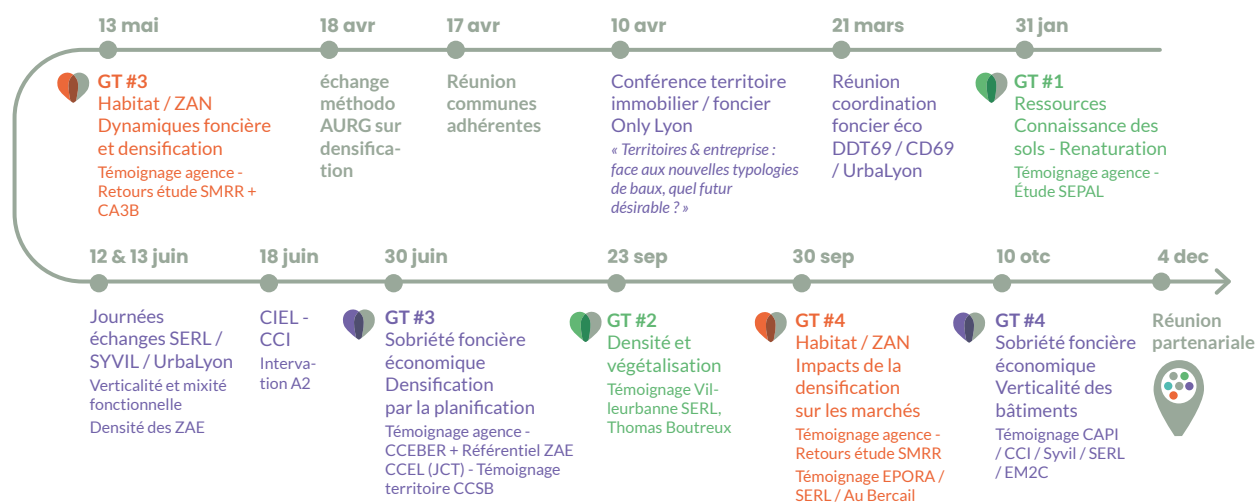 13 mai
GT #3
Habitat / ZAN
Dynamiques foncière
et densification
Témoignage agence -
Retours étude SMRR +
CA3B
18 avr
échange
méthodo
AURG sur
densifica-
tion
17 avr
Réunion
communes
adhérentes
10 avr
Conférence territoire
immobilier / foncier
Only Lyon
« Territoires & entreprise :
face aux nouvelles typologies
de baux, quel futur
désirable ? »
21 mars
Réunion
coordination
foncier éco
DDT69 / CD69
/ UrbaLyon
31 jan
GT #1
Ressources
Connaissance des
sols - Renaturation
Témoignage agence -
Étude SEPAL
12 & 13 juin
Journées
échanges SERL /
SYVIL / UrbaLyon
Verticalité et mixité
fonctionnelle
Densité des ZAE
18 juin
CIEL -
CCI
Interva-
tion A2
30 juin
GT #3
Sobriété foncière
économique
Densification
par la planification
Témoignage agence -
CCEBER + Référentiel ZAE
CCEL (JCT) - Témoignage
territoire CCSB
23 sep
GT #2
Densité et
végétalisation
Témoignage Vil-
leurbanne SERL,
Thomas Boutreux
30 sep
GT #4
Habitat / ZAN
Impacts de la
densification
sur les marchés
Témoignage agence -
Retours étude SMRR
Témoignage EPORA /
SERL / Au Bercail
10 otc
GT #4
Sobriété foncière
économique
Verticalité des
bâtiments
Témoignage CAPI
/ CCI / Syvil / SERL
/ EM2C
4 dec
Réunion
partenariale